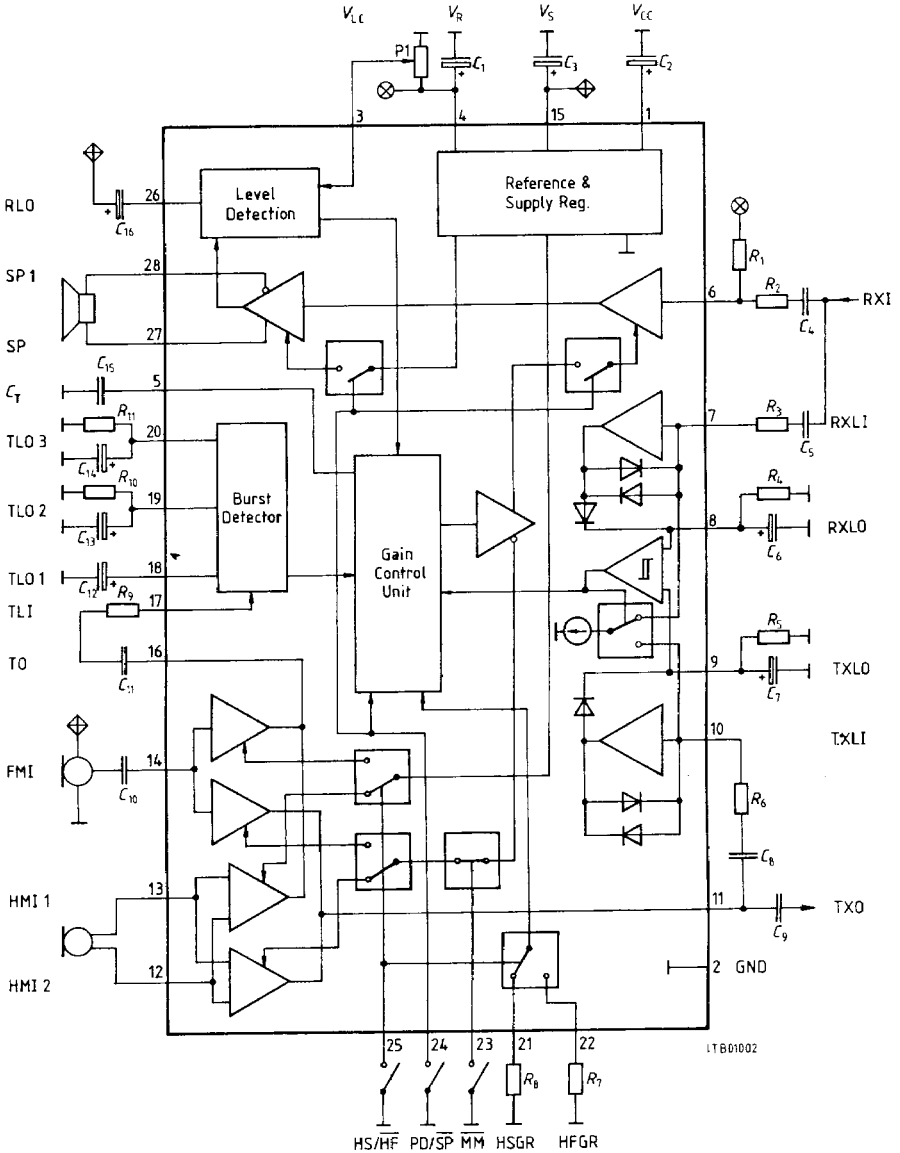 V_LC V_R V_S V_CC
P1 C_1 C_3 C_2
3 4 15 1
RLO C_16 26 Level Detection
Reference & Supply Reg.
R_1
SP 1 28
6 R_2 C_4 RXI
SP 27
C_T C_15 5
R_11
TLO 3 20
C_14
R_10
TLO 2 19
C_13
Burst Detector
Gain Control Unit
7 R_3 C_5 RXLI
R_4
8 C_6 RXLO
TLO 1 C_12 18
TLI R_9 17
TO C_11 16
R_5
9 C_7 TXLO
10 TXLI
FMI C_10 14
R_6
C_8
HMI 1 13
11 C_9 TXO
HMI 2 12
2 GND
25 24 23 21 22
ITB01002
R_8 R_7
HS/H̅F̅ PD/S̅P̅ M̅M̅ HSGR HFGR